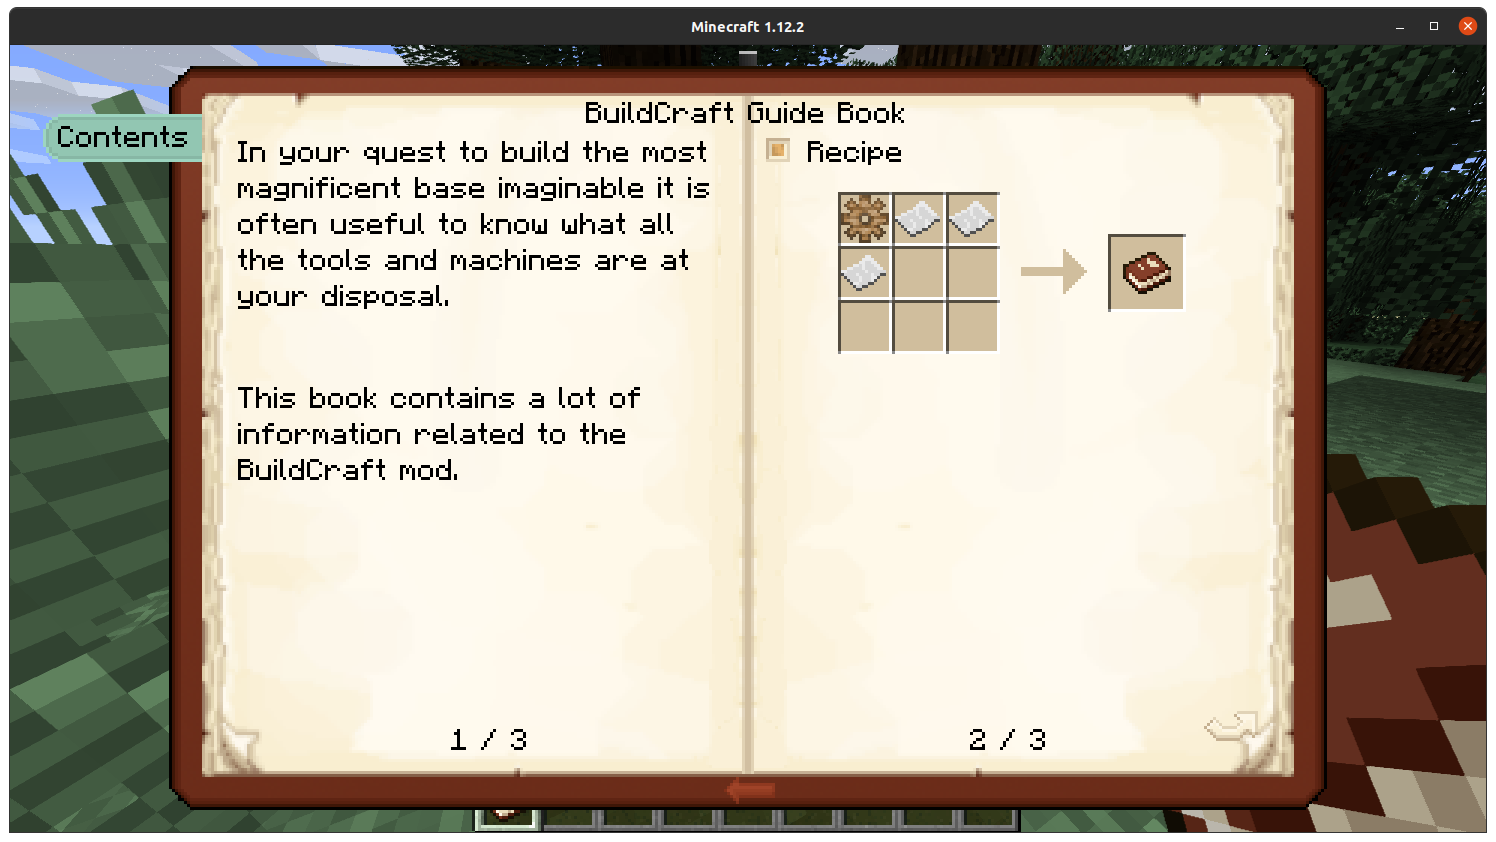 Minecraft 1.12.2
Contents
BuildCraft Guide Book
In your quest to build the most
magnificent base imaginable it is
often useful to know what all
the tools and machines are at
your disposal.
This book contains a lot of
information related to the
BuildCraft mod.
1 / 3
Recipe
2 / 3